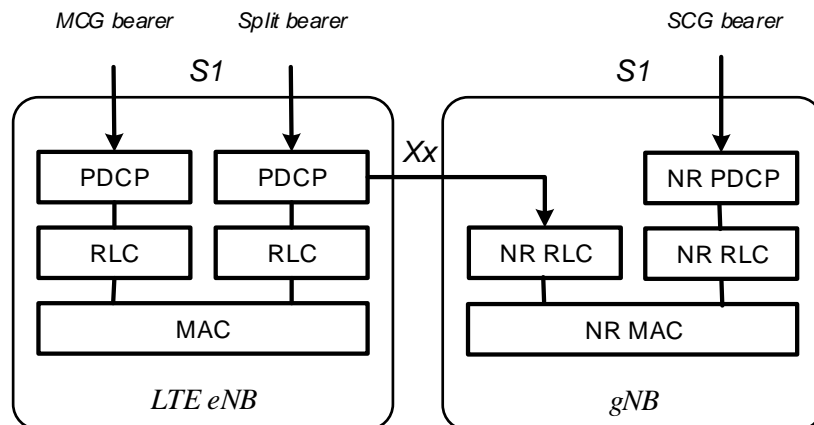 MCG bearer
Split bearer
SCG bearer
S1
S1
Xx
PDCP
PDCP
NR PDCP
RLC
RLC
NR RLC
NR RLC
MAC
NR MAC
LTE eNB
gNB